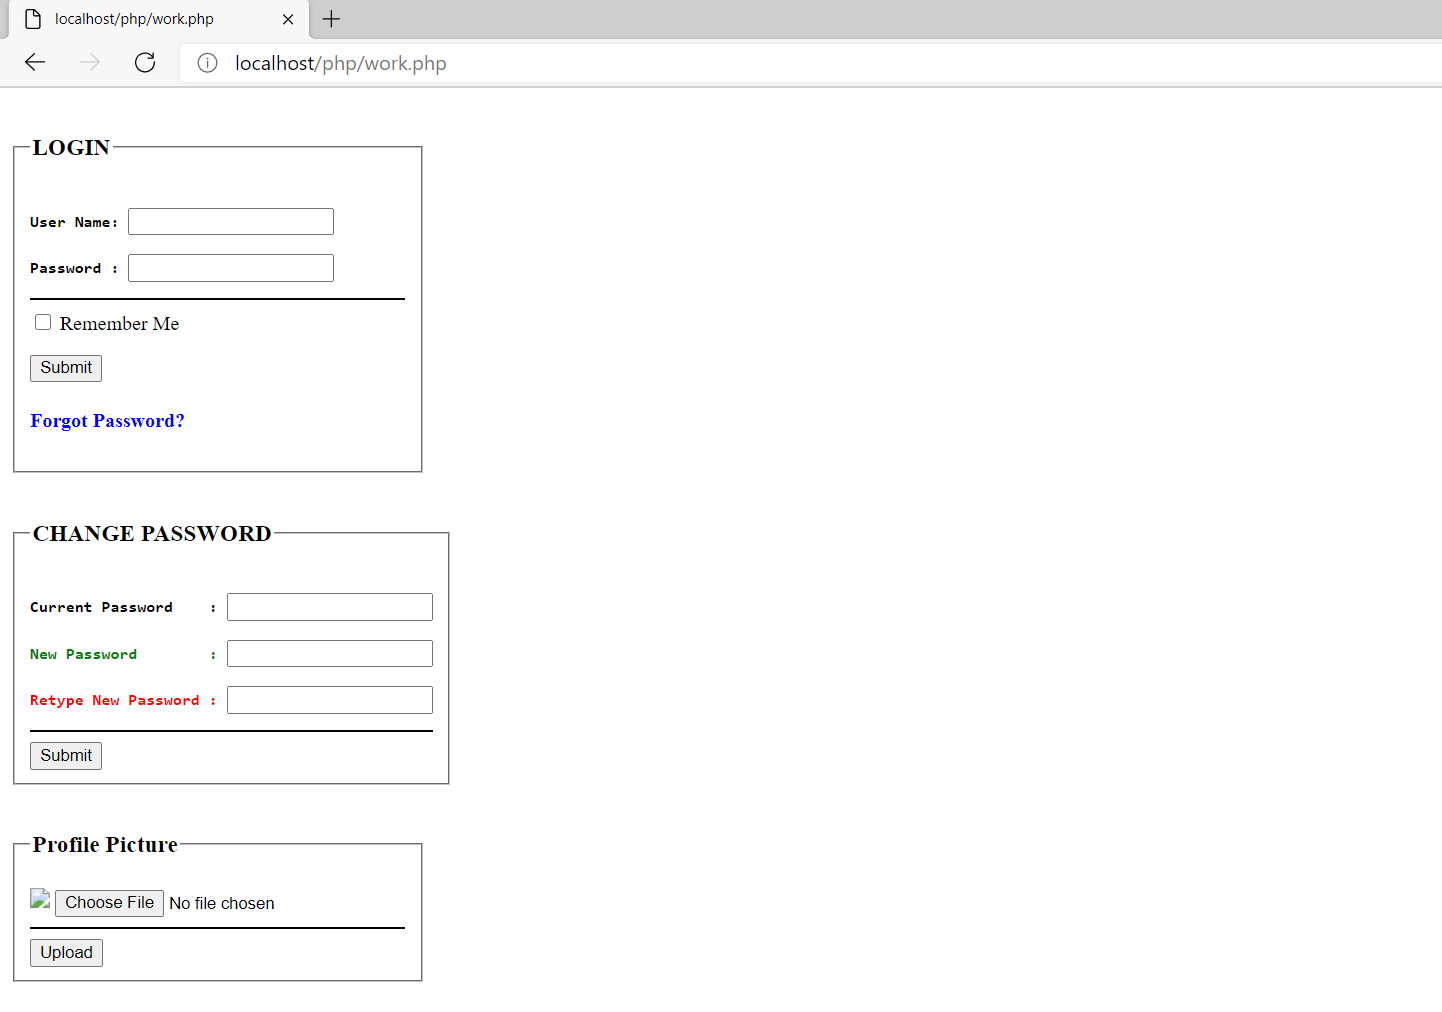 localhost/php/work.php
localhost/php/work.php
LOGIN
User Name:
Password :
Remember Me
Submit
Forgot Password?
CHANGE PASSWORD
Current Password :
New Password :
Retype New Password :
Submit
Profile Picture
Choose File No file chosen
Upload